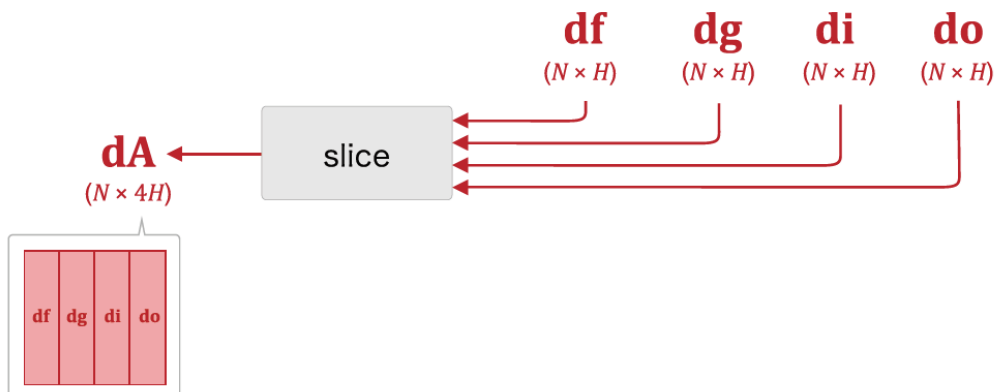 df dg di do
(N × H) (N × H) (N × H) (N × H)
slice
dA
(N × 4H)
df dg di do